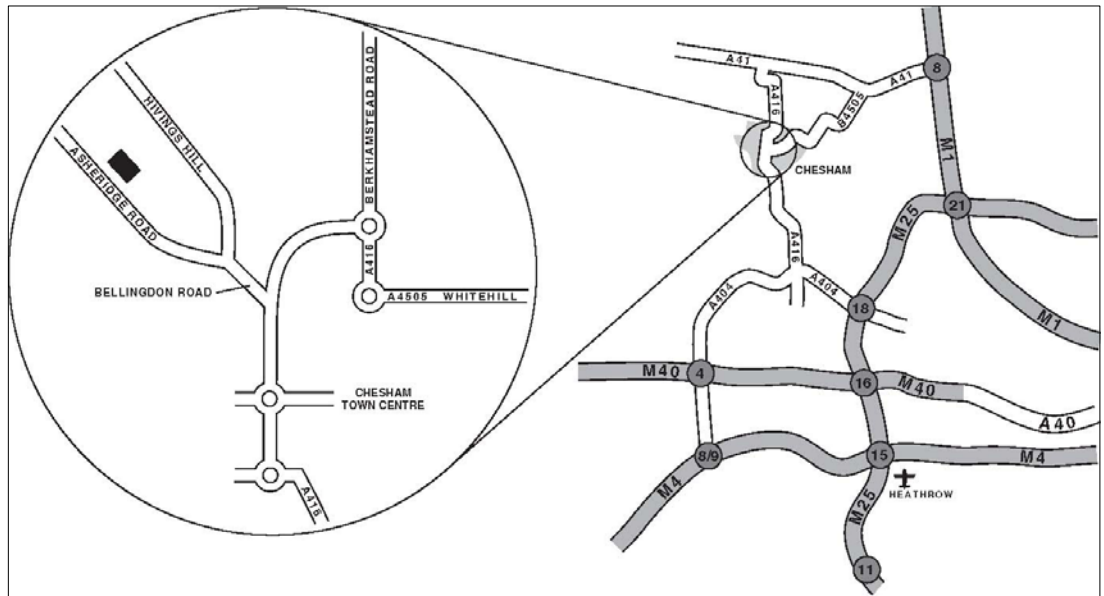 HIVINGS HILL
ASHERIDGE ROAD
BERKHAMSTEAD ROAD
A416
BELLINGDON ROAD
A4505 WHITEHILL
CHESHAM
TOWN CENTRE
A416
A41
A41
8
A416
B4505
M1
CHESHAM
21
M25
A416
A404
A404
18
M1
M40
4
16
M40
A40
8/9
15
M4
M4
HEATHROW
M25
11